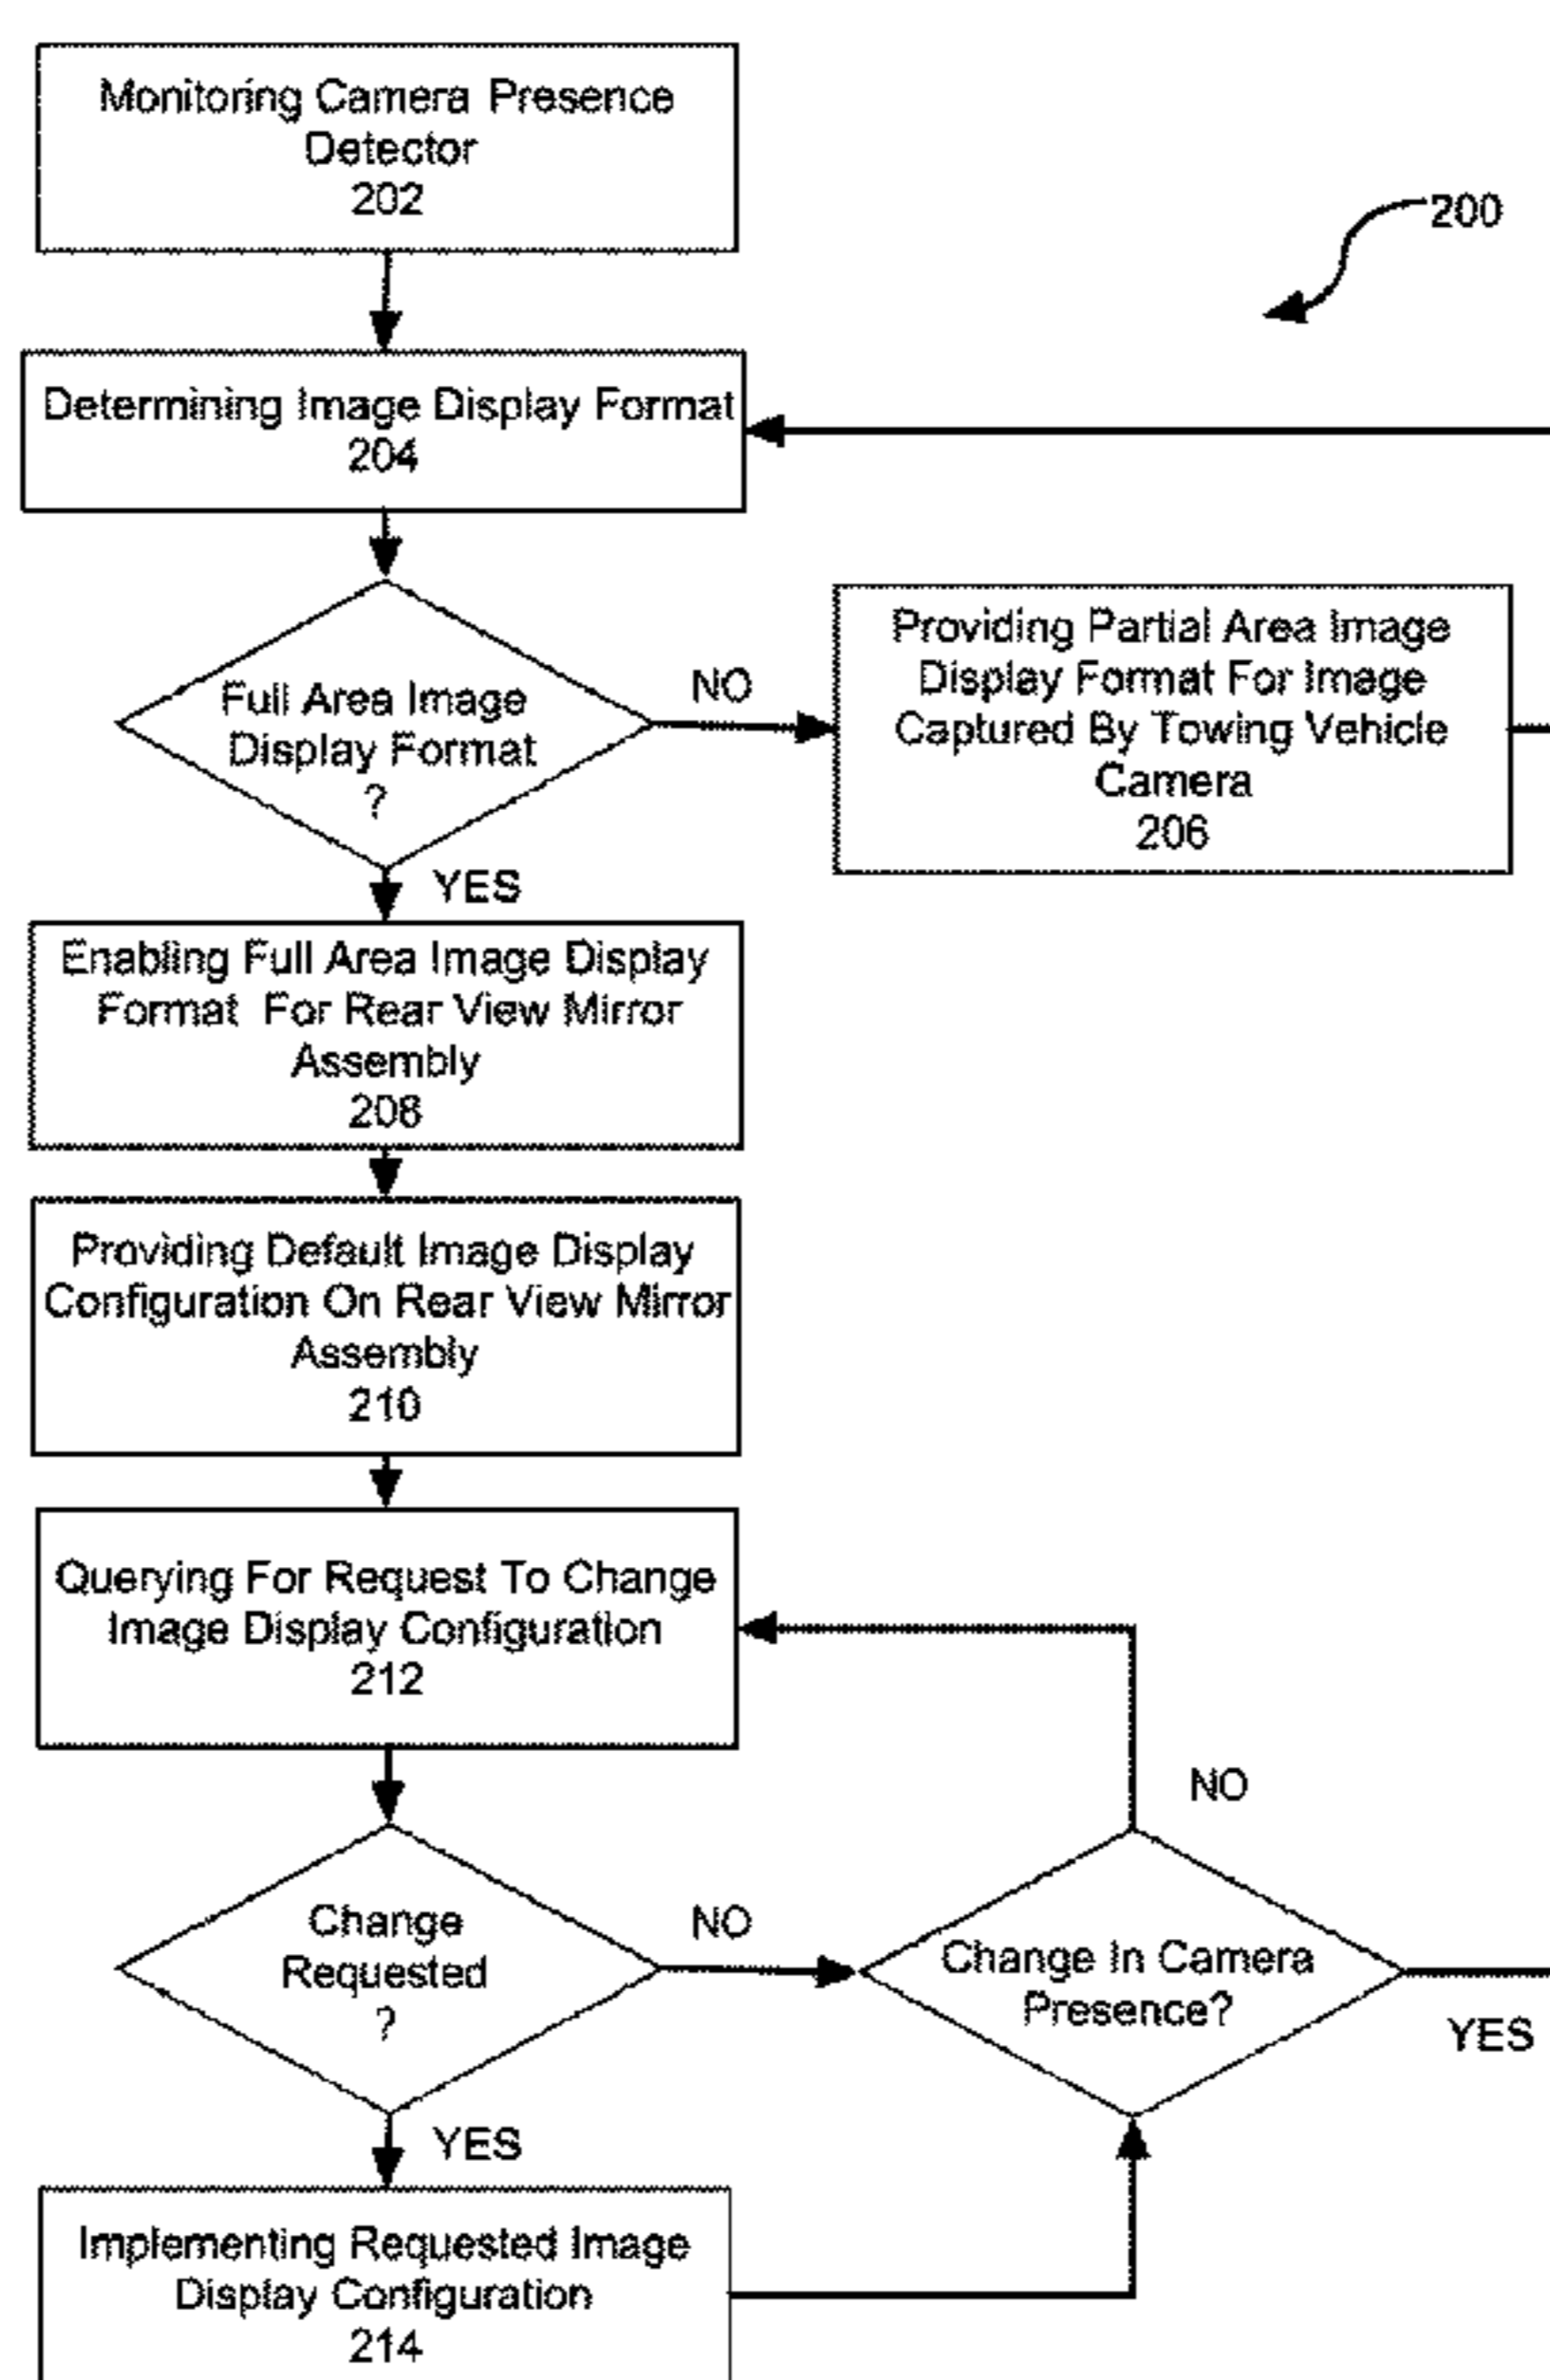 Monitoring Camera Presence
Detector
202
200
Determining Image Display Format
204
Full Area Image
Display Format
?
NO
Providing Partial Area Image
Display Format For Image
Captured By Towing Vehicle
Camera
206
YES
Enabling Full Area Image Display
Format For Rear View Mirror
Assembly
208
Providing Default Image Display
Configuration On Rear View Mirror
Assembly
210
Querying For Request To Change
Image Display Configuration
212
NO
Change
Requested
?
NO
Change In Camera
Presence?
YES
YES
Implementing Requested Image
Display Configuration
214